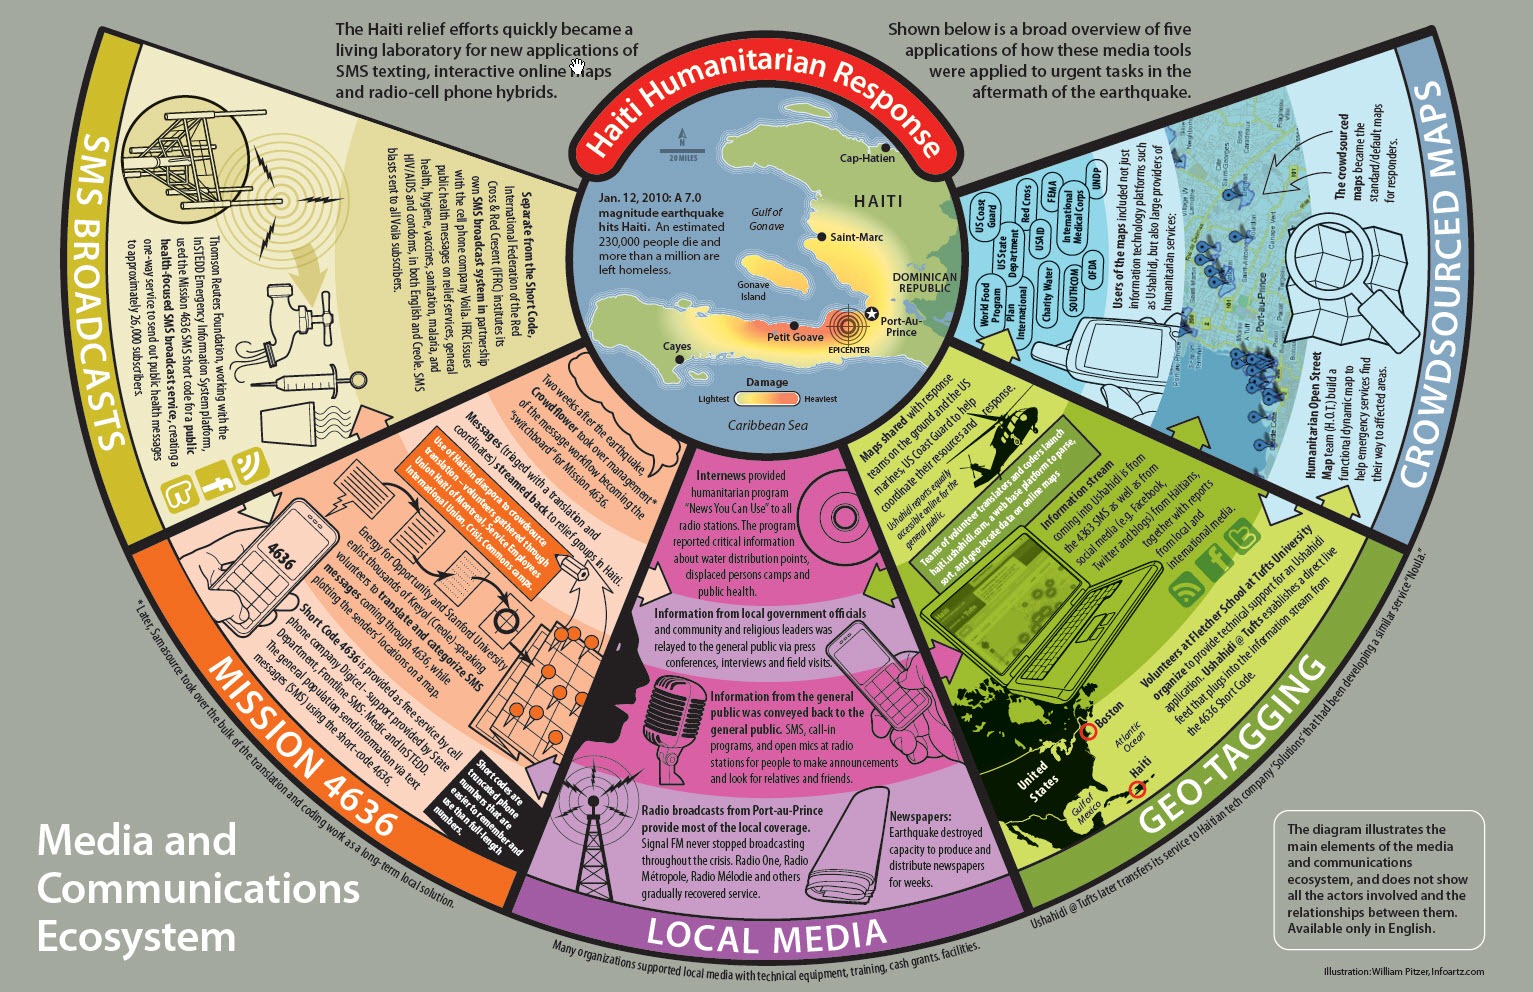 The Haiti relief efforts quickly became a
living laboratory for new applications of
SMS texting, interactive online maps
and radio-cell phone hybrids.
Shown below is a broad overview of five
applications of how these media tools
were applied to urgent tasks in the
aftermath of the earthquake.
Haiti Humanitarian Response
N
20 MILES
Jan. 12, 2010: A 7.0
magnitude earthquake
hits Haiti. An estimated
230,000 people die and
more than a million are
left homeless.
Gulf of
Gonave
Cap-Hatien
HAITI
Saint-Marc
DOMINICAN
REPUBLIC
Gonave
Island
Port-Au-
Prince
Petit Goave
EPICENTER
Cayes
Damage
Lightest
Heaviest
Caribbean Sea
SMS BROADCASTS
Separate from the Short Code,
International Federation of the Red
Cross & Red Cresent (IFRC) institutes its
own SMS broadcast system in partnership
with the cell phone company Voila. IFRC issues
public health messages on relief services, general
health, hygiene, vaccines, sanitation, malaria, and
HIV/AIDS and condoms, in both English and Creole. SMS
blasts sent to all Voila subscribers.
Thomson Reuters Foundation, working with the
InSTEDD Emergency Information System platform,
used the Mission 4636 SMS short code for a public
health-focused SMS broadcast service, creating a
one-way service to send out public health messages
to approximately 26,000 subscribers.
MISSION 4636
Two weeks after the earthquake,
Crowdflower took over management*
of the message workflow, becoming the
"switchboard" for Mission 4636.
Messages (triaged with a translation and
coordinates) streamed back to relief groups in Haiti.
Use of Haitian diaspora to crowdsource
translation – volunteers gathered through
Union Haiti of Montreal, Service Employees
International Union, Crisis Commons camps.
Energy for Opportunity and Stanford University
enlist thousands of Kreyol (Creole) speaking
volunteers to translate and categorize SMS
messages coming through 4636, while
plotting the senders' locations on a map.
4636
Short Code 4636 is provided as free service by cell
phone company Digicel - support provided by State
Department, Frontline SMS: Medic and InSTEDD.
The general population send information via text
messages (SMS) using the short-code 4636.
Short codes are
truncated phone
numbers that are
easier to remember and
use than full-length
numbers.
*Later, Samasource took over the bulk of the translation and coding work as a long-term local solution.
LOCAL MEDIA
Internews provided
humanitarian program
"News You Can Use" to all
radio stations. The program
reported critical information
about water distribution points,
displaced persons camps and
public health.
Information from local government officials
and community and religious leaders was
relayed to the general public via press
conferences, interviews and field visits.
Information from the general
public was conveyed back to the
general public. SMS, call-in
programs, and open mics at radio
stations for people to make announcements
and look for relatives and friends.
Radio broadcasts from Port-au-Prince
provide most of the local coverage.
Signal FM never stopped broadcasting
throughout the crisis. Radio One, Radio
Métropole, Radio Mélodie and others
gradually recovered service.
Newspapers:
Earthquake destroyed
capacity to produce and
distribute newspapers
for weeks.
Many organizations supported local media with technical equipment, training, cash grants, facilities.
GEO-TAGGING
Maps shared with response
teams on the ground and the US
marines, US Coast Guard to help
coordinate their resources and
response.
Ushahidi reports equally
accessible online for the
general public.
Teams of volunteer translators and coders launch
haiti.ushahidi.com, a web base platform to parse,
sort, and geo-locate data on online maps
Information stream
coming into Ushahidi is from
the 4363 SMS as well as from
social media (e.g. Facebook,
Twitter and blogs) from Haitians,
together with reports
from local and
international media.
Volunteers at Fletcher School at Tufts University
organize to provide technical support for an Ushahidi
application. Ushahidi @ Tufts establishes a direct live
feed that plugs into the information stream from
the 4636 Short Code.
Boston
Atlantic
Ocean
United
States
Haiti
Gulf of
Mexico
Ushahidi @ Tufts later transfers its service to Haitian tech company 'Solutions' that had been developing a similar service "Noula."
CROWDSOURCED MAPS
The crowdsourced
maps became the
standard/default maps
for responders.
Users of the maps included not just
information technology platforms such
as Ushahidi, but also large providers of
humanitarian services;
US Coast
Guard
Red Cross
FEMA
UNDP
US State
Department
USAID
International
Medical Corps
World Food
Program
Plan
International
Charity Water
SOUTHCOM
OFDA
Port-au-Prince
Humanitarian Open Street
Map team (H.O.T.) build a
functional dynamic map to
help emergency services find
their way to affected areas.
Media and
Communications
Ecosystem
The diagram illustrates the
main elements of the media
and communications
ecosystem, and does not show
all the actors involved and the
relationships between them.
Available only in English.
Illustration: William Pitzer, Infoartz.com